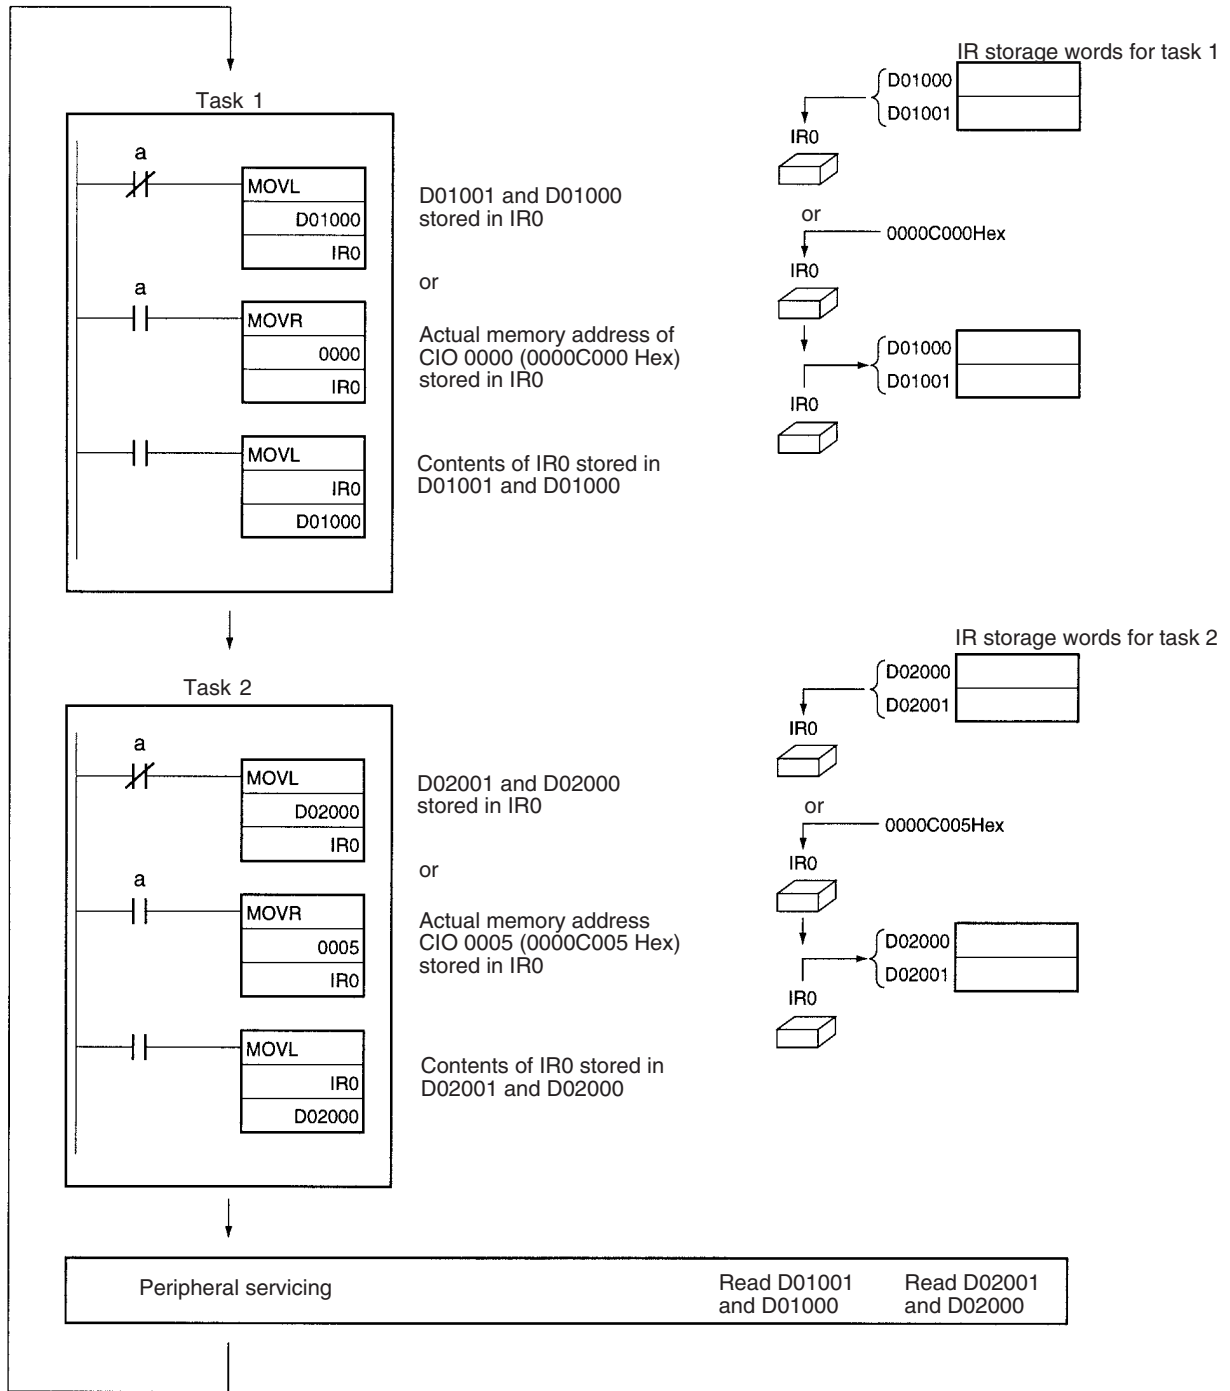 IR storage words for task 1
Task 1
a
MOVL
D01000
IR0
D01001 and D01000
stored in IR0
or
a
MOVR
0000
IR0
Actual memory address of
CIO 0000 (0000C000 Hex)
stored in IR0
MOVL
IR0
D01000
Contents of IR0 stored in
D01001 and D01000
D01000
D01001
IR0
or
0000C000Hex
IR0
D01000
D01001
IR0
IR storage words for task 2
Task 2
a
MOVL
D02000
IR0
D02001 and D02000
stored in IR0
or
a
MOVR
0005
IR0
Actual memory address
CIO 0005 (0000C005 Hex)
stored in IR0
MOVL
IR0
D02000
Contents of IR0 stored in
D02001 and D02000
D02000
D02001
IR0
or
0000C005Hex
IR0
D02000
D02001
IR0
Peripheral servicing
Read D01001
and D01000
Read D02001
and D02000